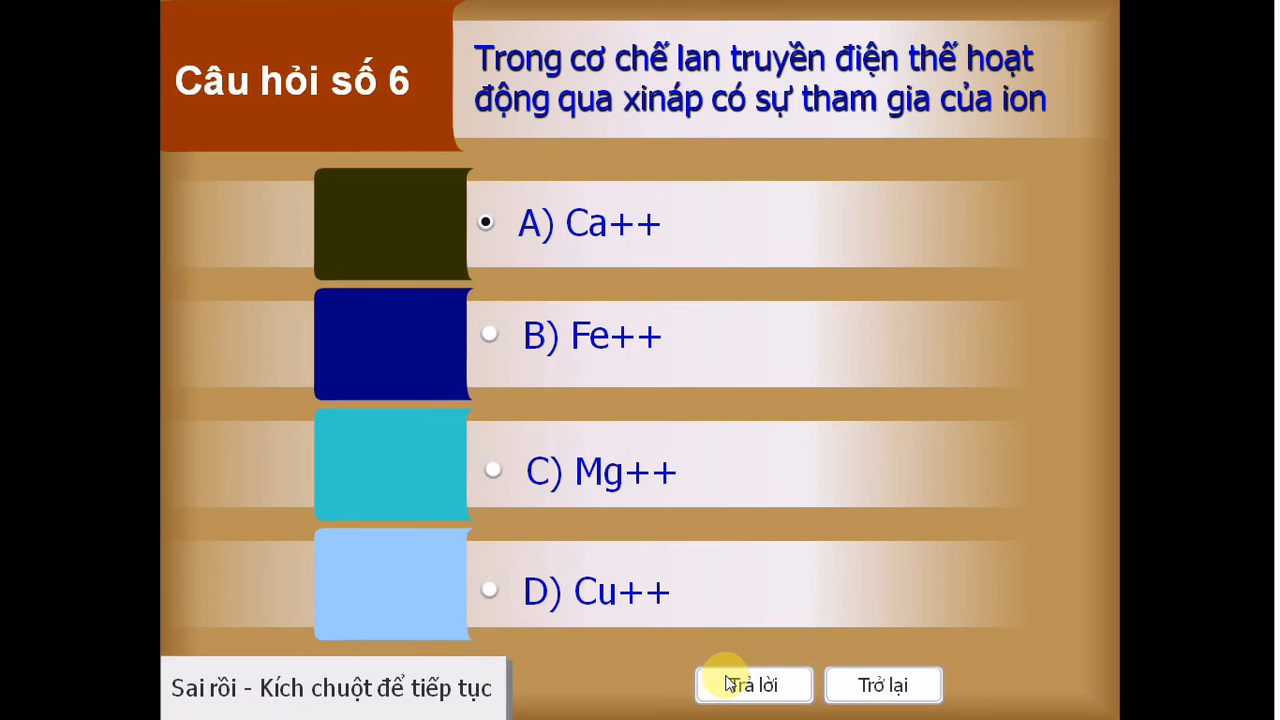 Câu hỏi số 6
Trong cơ chế lan truyền điện thế hoạt
động qua xináp có sự tham gia của ion
A) Ca++
B) Fe++
C) Mg++
D) Cu++
Sai rồi - Kích chuột để tiếp tục
Trả lời
Trở lại